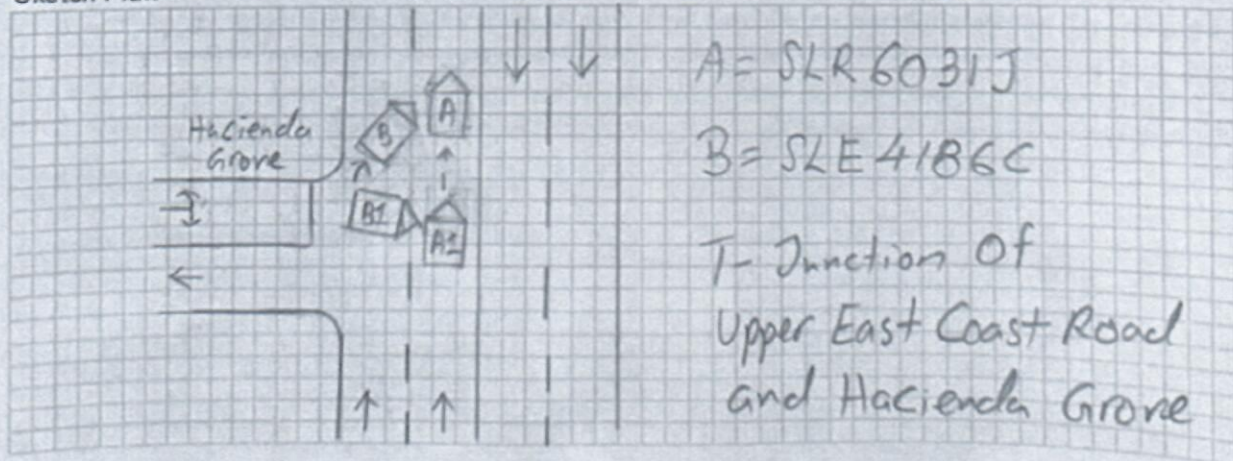 A = SLR 6031J
Hacienda
Grove
B
A
B = SLE 4186C
B1
A1
T-Junction Of
Upper East Coast Road
and Hacienda Grove